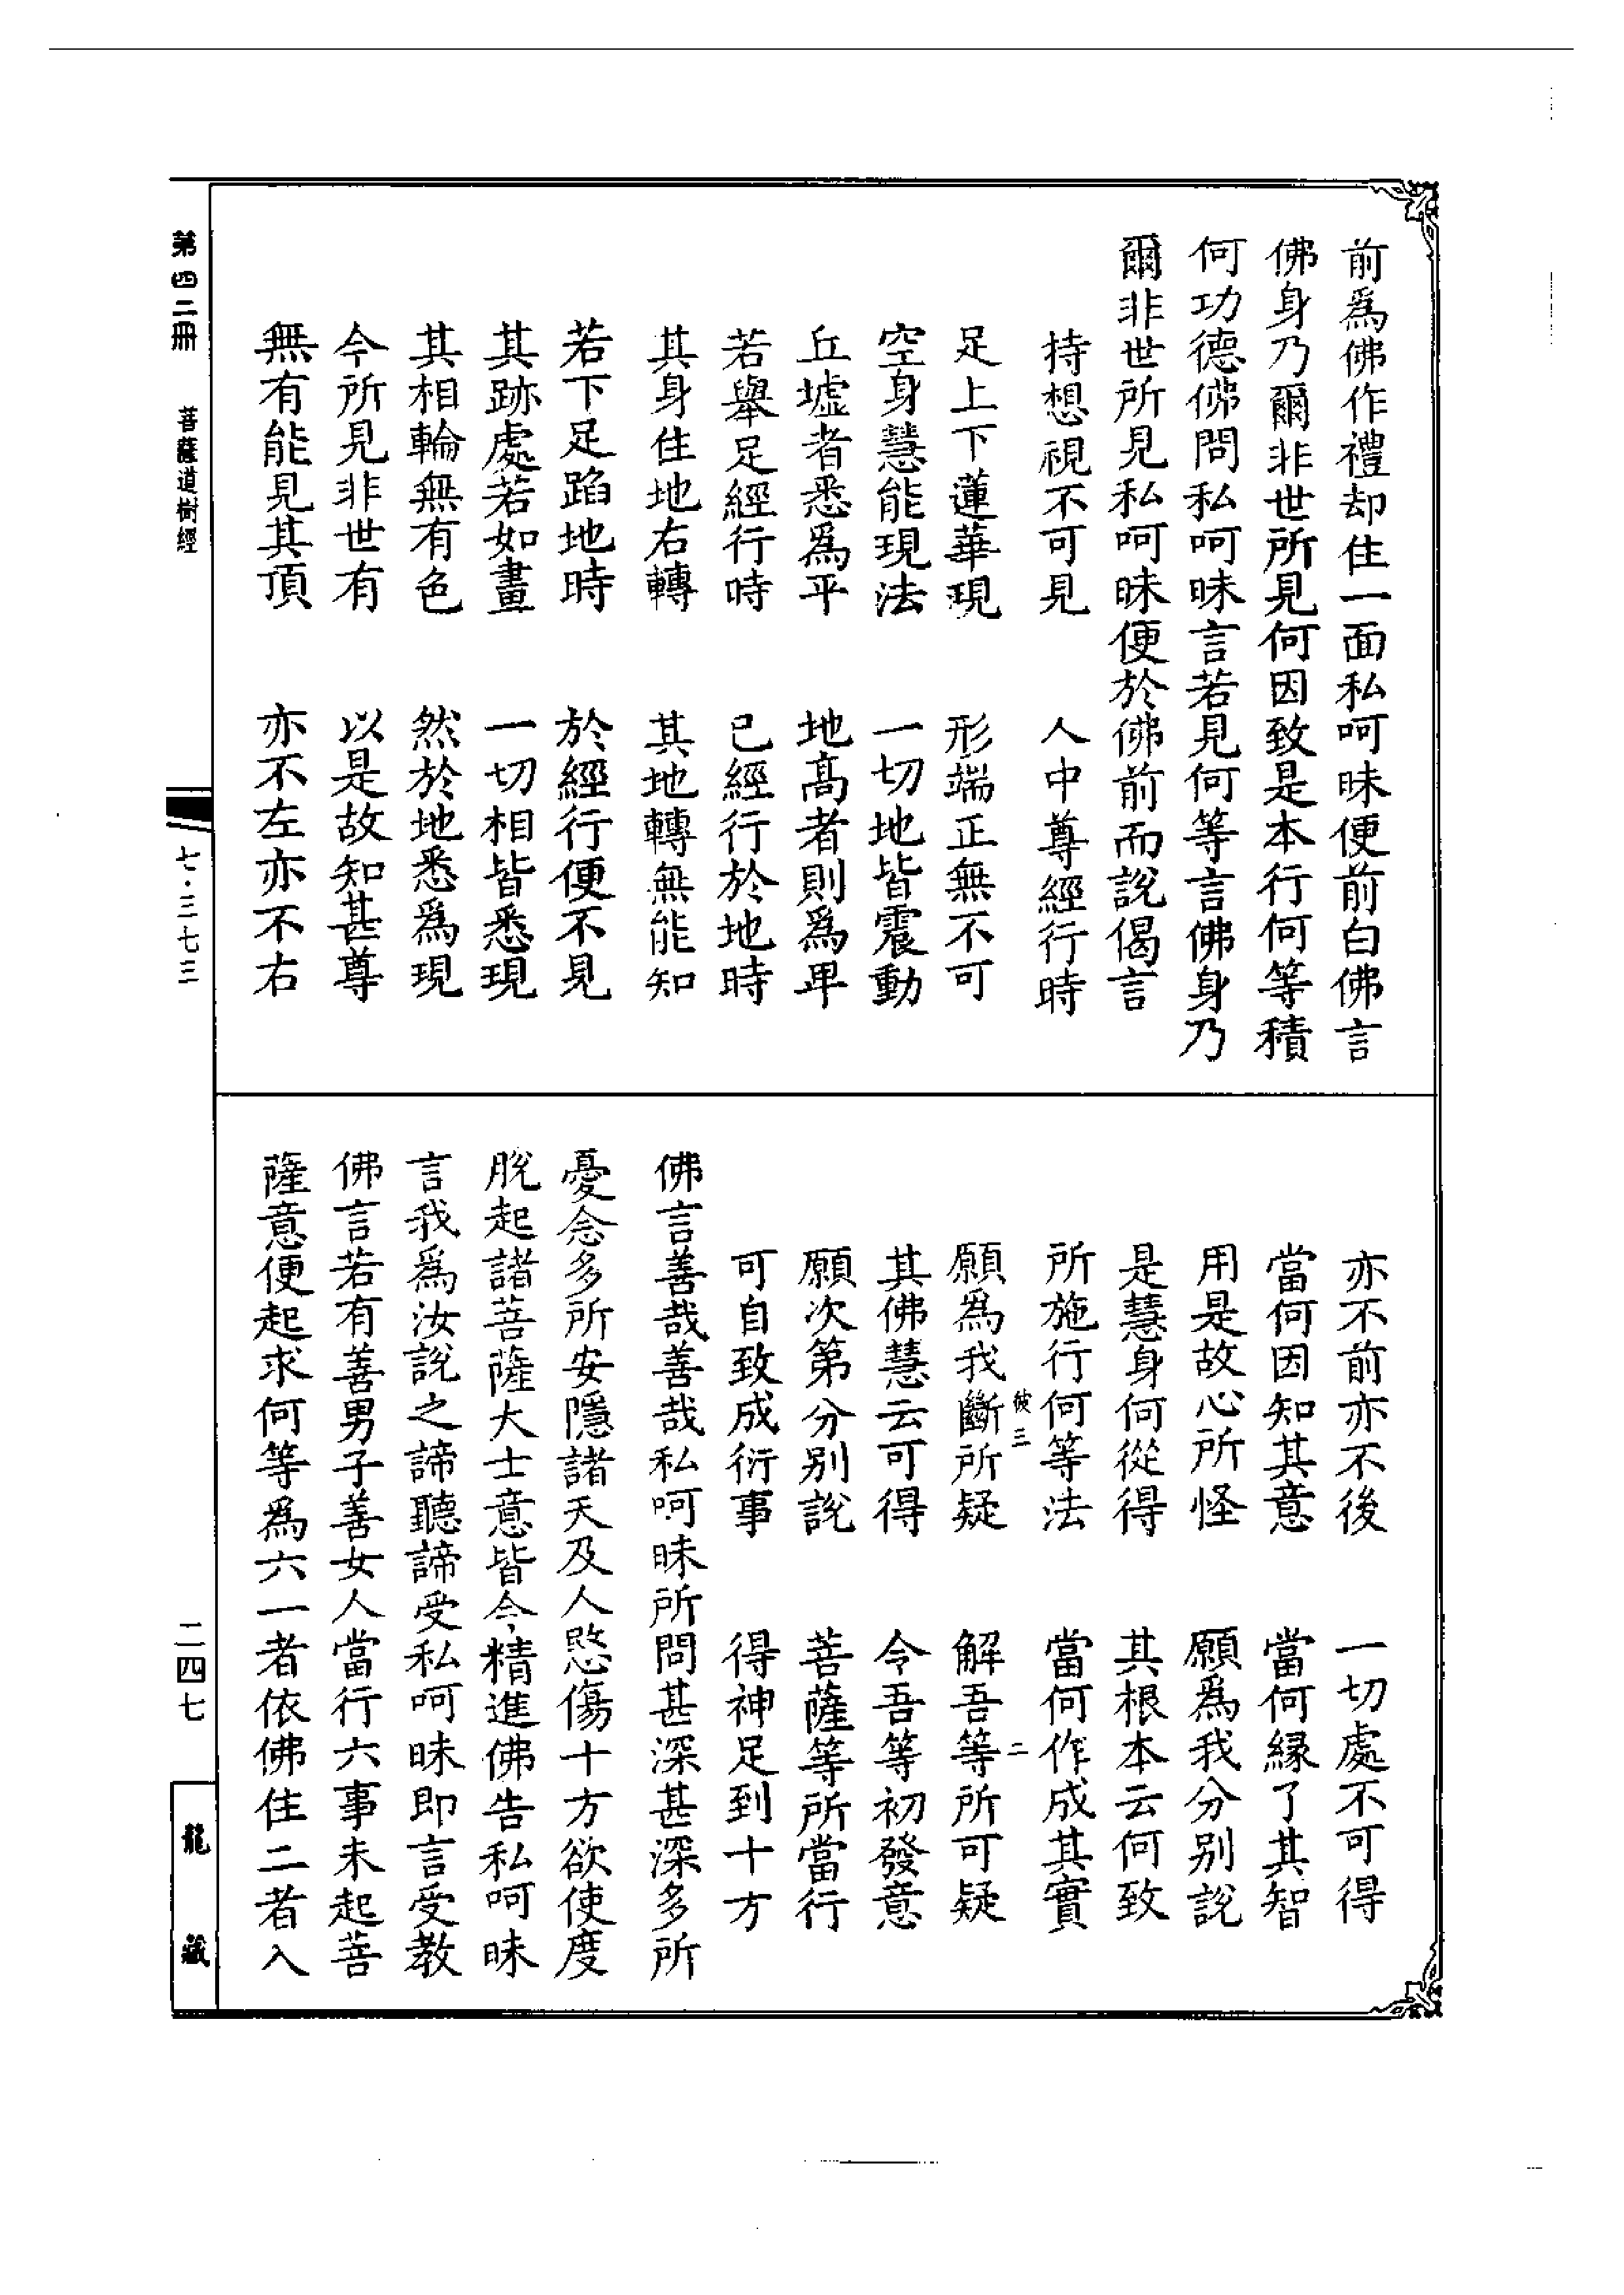 前爲佛作禮却住一面私呵昧便前白佛言
佛身乃爾非世所見何因致是本行何等積
何功德佛問私呵昧言若見何等言佛身乃
爾非世所見私呵昧便於佛前而說偈言
持想視不可見　人中尊經行時
足上下蓮華現　形端正無不可
空身慧能現法　一切地皆震動
丘墟者悉爲平　地髙者則爲卑
若舉足經行時　已經行於地時
其身住地右轉　其地轉無能知
若下足蹈地時　於經行便不見
其跡處若如畫　一切相皆悉現
其相輪無有色　然於地悉爲現
今所見非世有　以是故知甚尊
無有能見其頂　亦不左亦不右
亦不前亦不後　一切處不可得
當何因知其意　當何緣了其智
用是故心所怪　願爲我分别說
是慧身何從得　其根本云何致
所施行何等法　當何作成其實
彼三　二
願爲我斷所疑　解吾等所可疑
其佛慧云可得　令吾等初發意
願次第分别說　菩薩等所當行
可自致成衍事　得神足到十方
佛言善哉善哉私呵昧所問甚深甚深多所
憂念多所安隱諸天及人愍傷十方欲使度
脫起諸菩薩大士意皆令精進佛告私呵昧
言我爲汝說之諦聽諦受私呵昧即言受教
佛言若有善男子善女人當行六事未起菩
薩意便起求何等爲六一者依佛住二者入
第四二冊　菩薩道樹經
七·三七三
二四七
龍藏